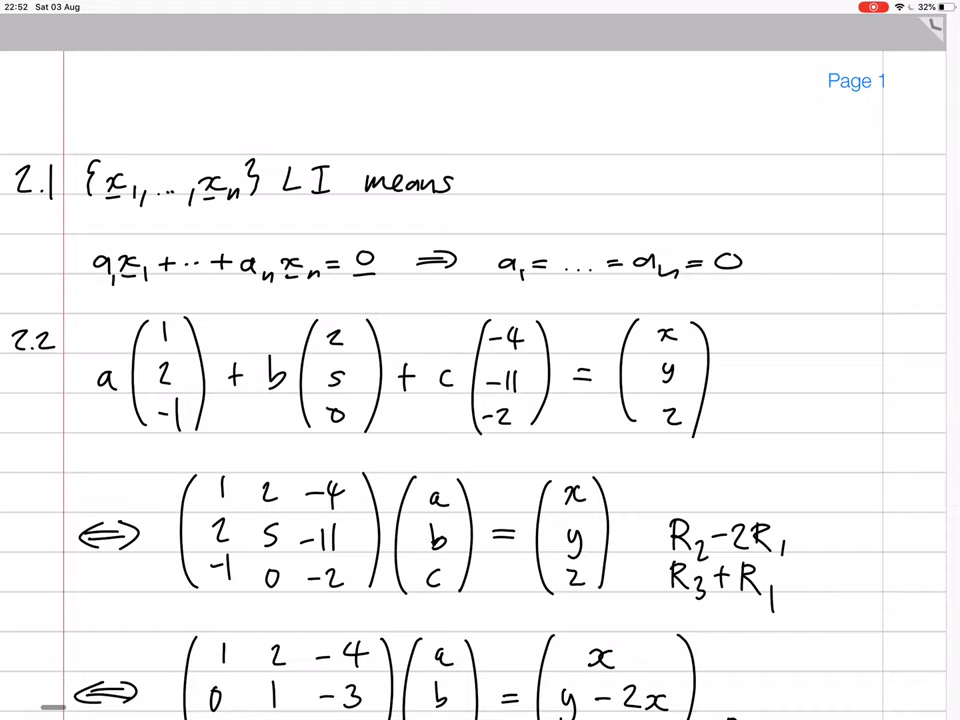 22:52 Sat 03 Aug 32%
Page 1
2.1 {x₁, ..., xₙ} LI means
a₁x₁ + ·· + aₙxₙ = 0 ⟹ a₁ = ... = aₙ = 0
2.2 a (1 2 -1) + b (2 5 0) + c (-4 -11 -2) = (x y z)
⟺ (1 2 -4; 2 5 -11; -1 0 -2) (a b c) = (x y z) R₂-2R₁
R₃+R₁
⟺ (1 2 -4; 0 1 -3) (a b) = (x y-2x)